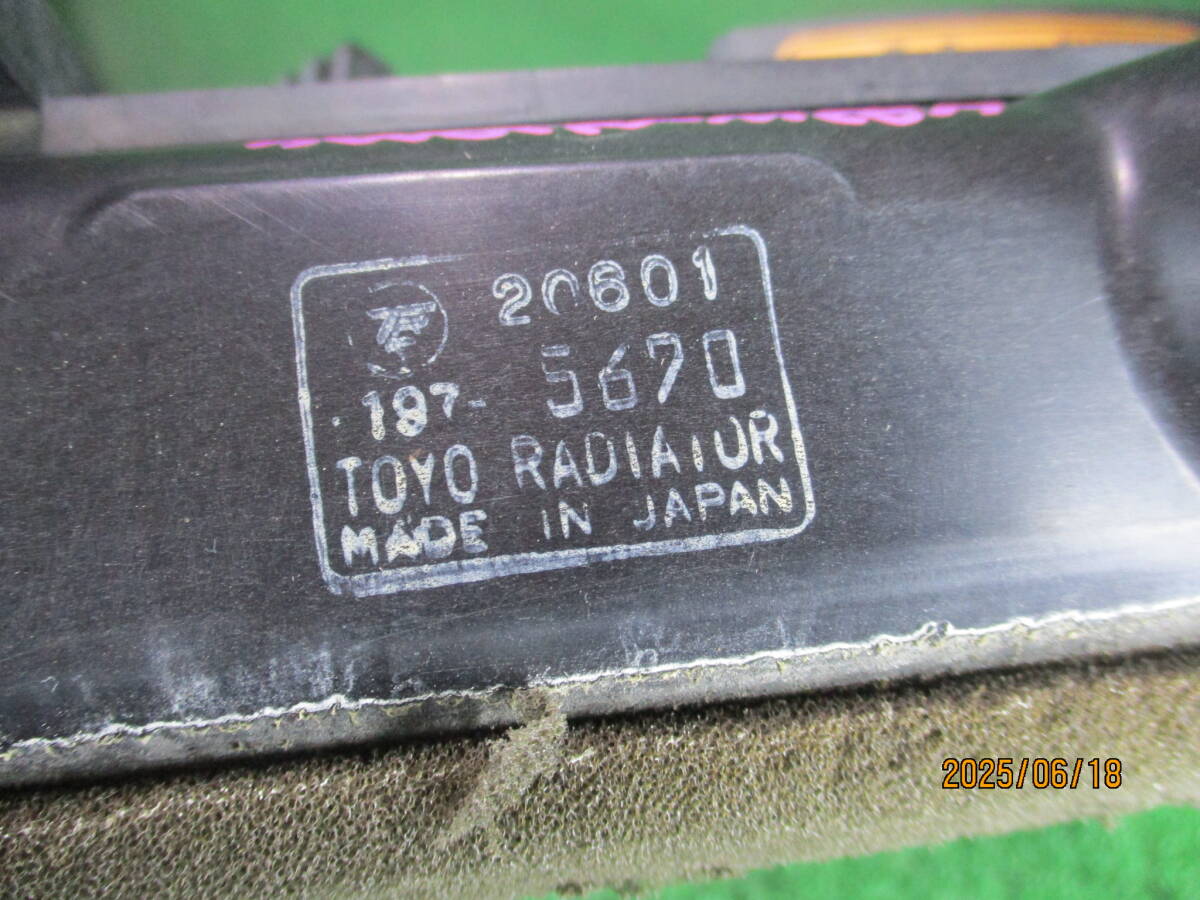 20601
197- 5670
TOYO RADIATOR
MADE IN JAPAN
2025/06/18